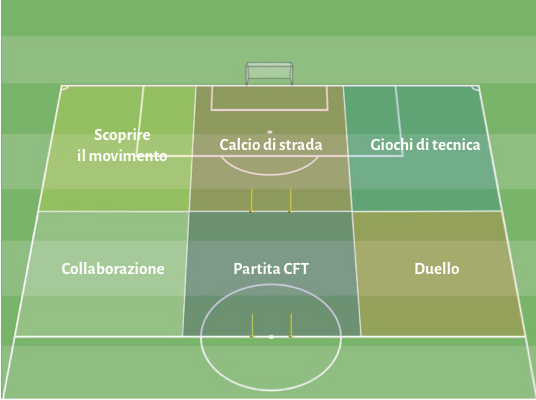 Scoprire
il movimento
Calcio di strada
Giochi di tecnica
Collaborazione
Partita CFT
Duello